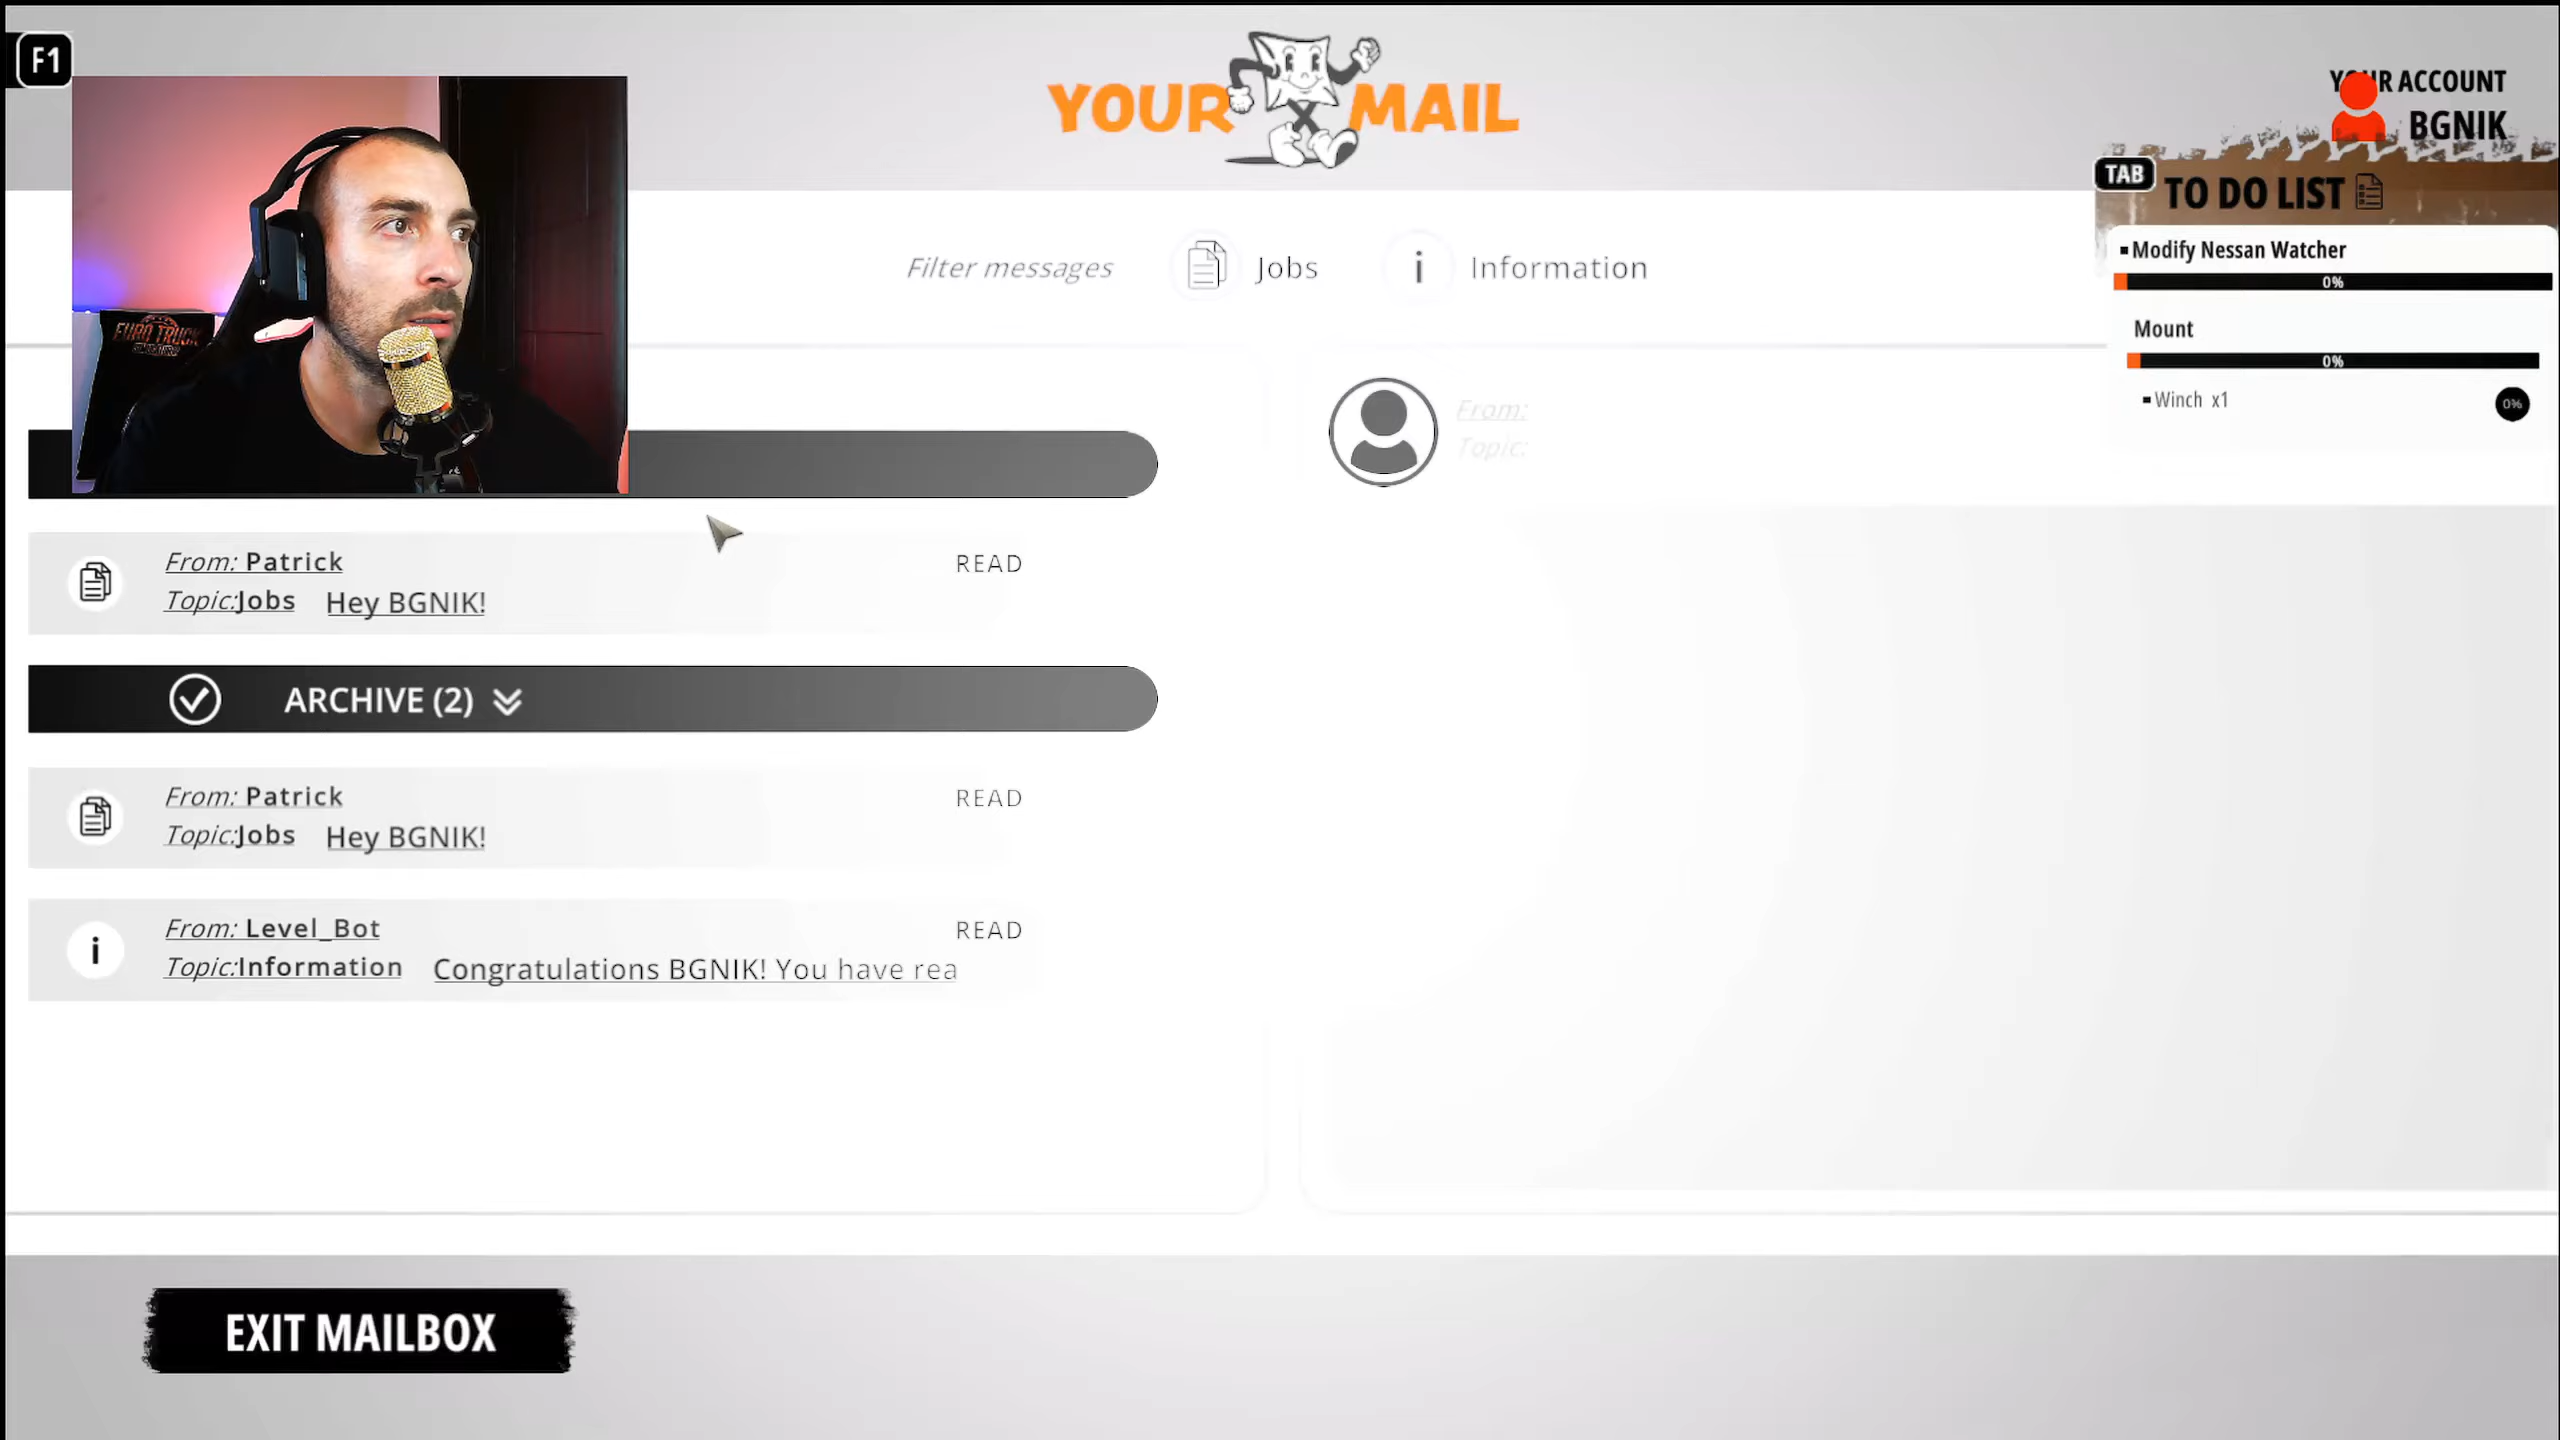 F1
YOUR MAIL
YOUR ACCOUNT
BGNIK
TAB
TO DO LIST
Modify Nessan Watcher
0%
Mount
0%
Winch x1
0%
Filter messages
Jobs
Information
From:
Topic:
EURO TRUCK
From: Patrick
READ
Topic:Jobs Hey BGNIK!
ARCHIVE (2)
From: Patrick
READ
Topic:Jobs Hey BGNIK!
From: Level_Bot
READ
Topic:Information Congratulations BGNIK! You have rea
EXIT MAILBOX